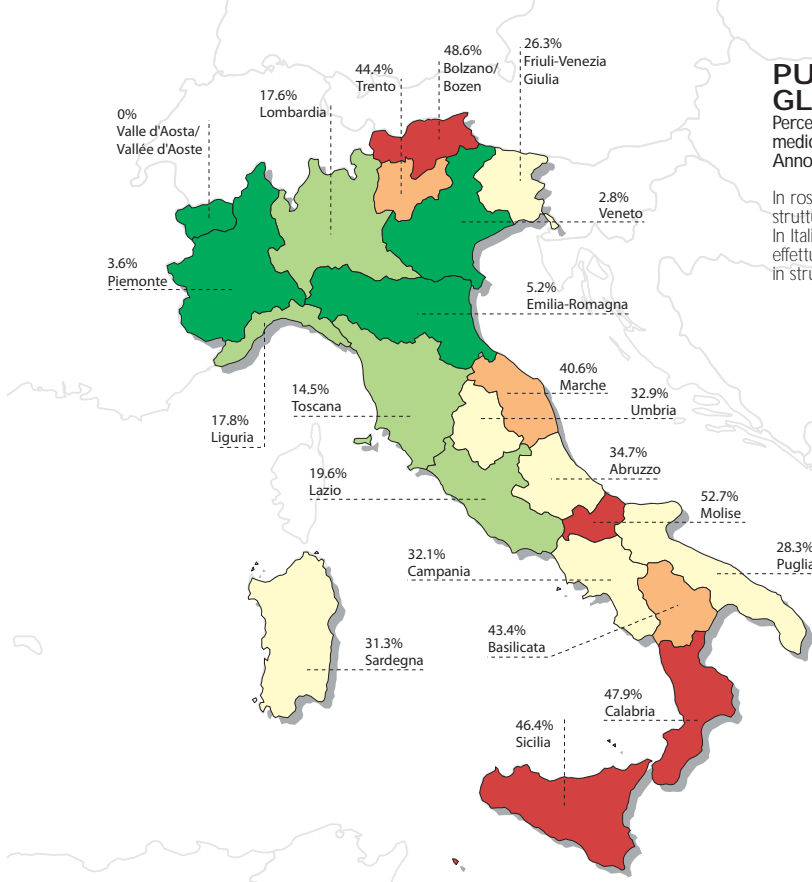 48.6%
Bolzano/
Bozen
26.3%
Friuli-Venezia
Giulia
44.4%
Trento
17.6%
Lombardia
0%
Valle d'Aosta/
Vallée d'Aoste
PU
GL
Perce
medic
Anno
In ros
strutt
In Itali
effettu
in stru
2.8%
Veneto
3.6%
Piemonte
5.2%
Emilia-Romagna
40.6%
Marche
32.9%
Umbria
14.5%
Toscana
17.8%
Liguria
34.7%
Abruzzo
19.6%
Lazio
52.7%
Molise
32.1%
Campania
28.3%
Puglia
43.4%
Basilicata
31.3%
Sardegna
47.9%
Calabria
46.4%
Sicilia